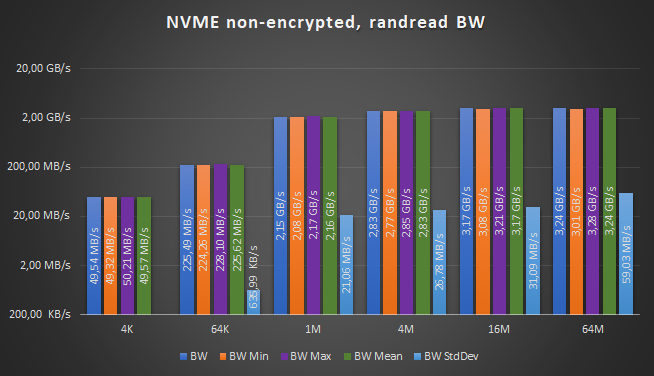 NVME non-encrypted, randread BW
20,00 GB/s
2,00 GB/s
200,00 MB/s
20,00 MB/s
2,00 MB/s
200,00 KB/s
49,54 MB/s
49,32 MB/s
50,21 MB/s
49,57 MB/s
225,49 MB/s
224,26 MB/s
228,10 MB/s
225,62 MB/s
2,15 GB/s
2,08 GB/s
2,17 GB/s
2,16 GB/s
21,06 MB/s
2,83 GB/s
2,77 GB/s
2,85 GB/s
2,83 GB/s
26,78 MB/s
3,17 GB/s
3,08 GB/s
3,21 GB/s
3,17 GB/s
31,09 MB/s
3,24 GB/s
3,01 GB/s
3,28 GB/s
3,24 GB/s
59,03 MB/s
4K 64K 1M 4M 16M 64M
BW BW Min BW Max BW Mean BW StdDev